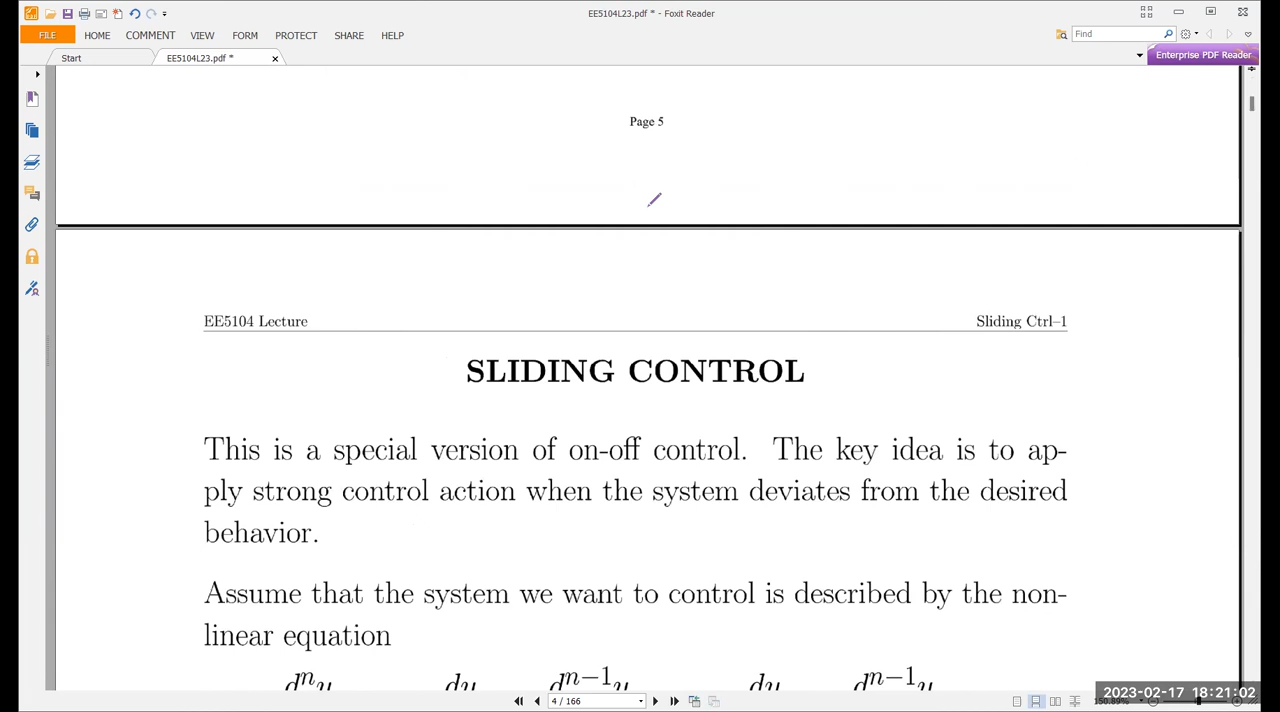 EE5104L23.pdf * - Foxit Reader
FILE HOME COMMENT VIEW FORM PROTECT SHARE HELP
Find
Start EE5104L23.pdf *
Enterprise PDF Reader
Page 5
EE5104 Lecture Sliding Ctrl–1
SLIDING CONTROL
This is a special version of on-off control. The key idea is to ap-
ply strong control action when the system deviates from the desired
behavior.
Assume that the system we want to control is described by the non-
linear equation
4 / 166
2023-02-17 18:21:02